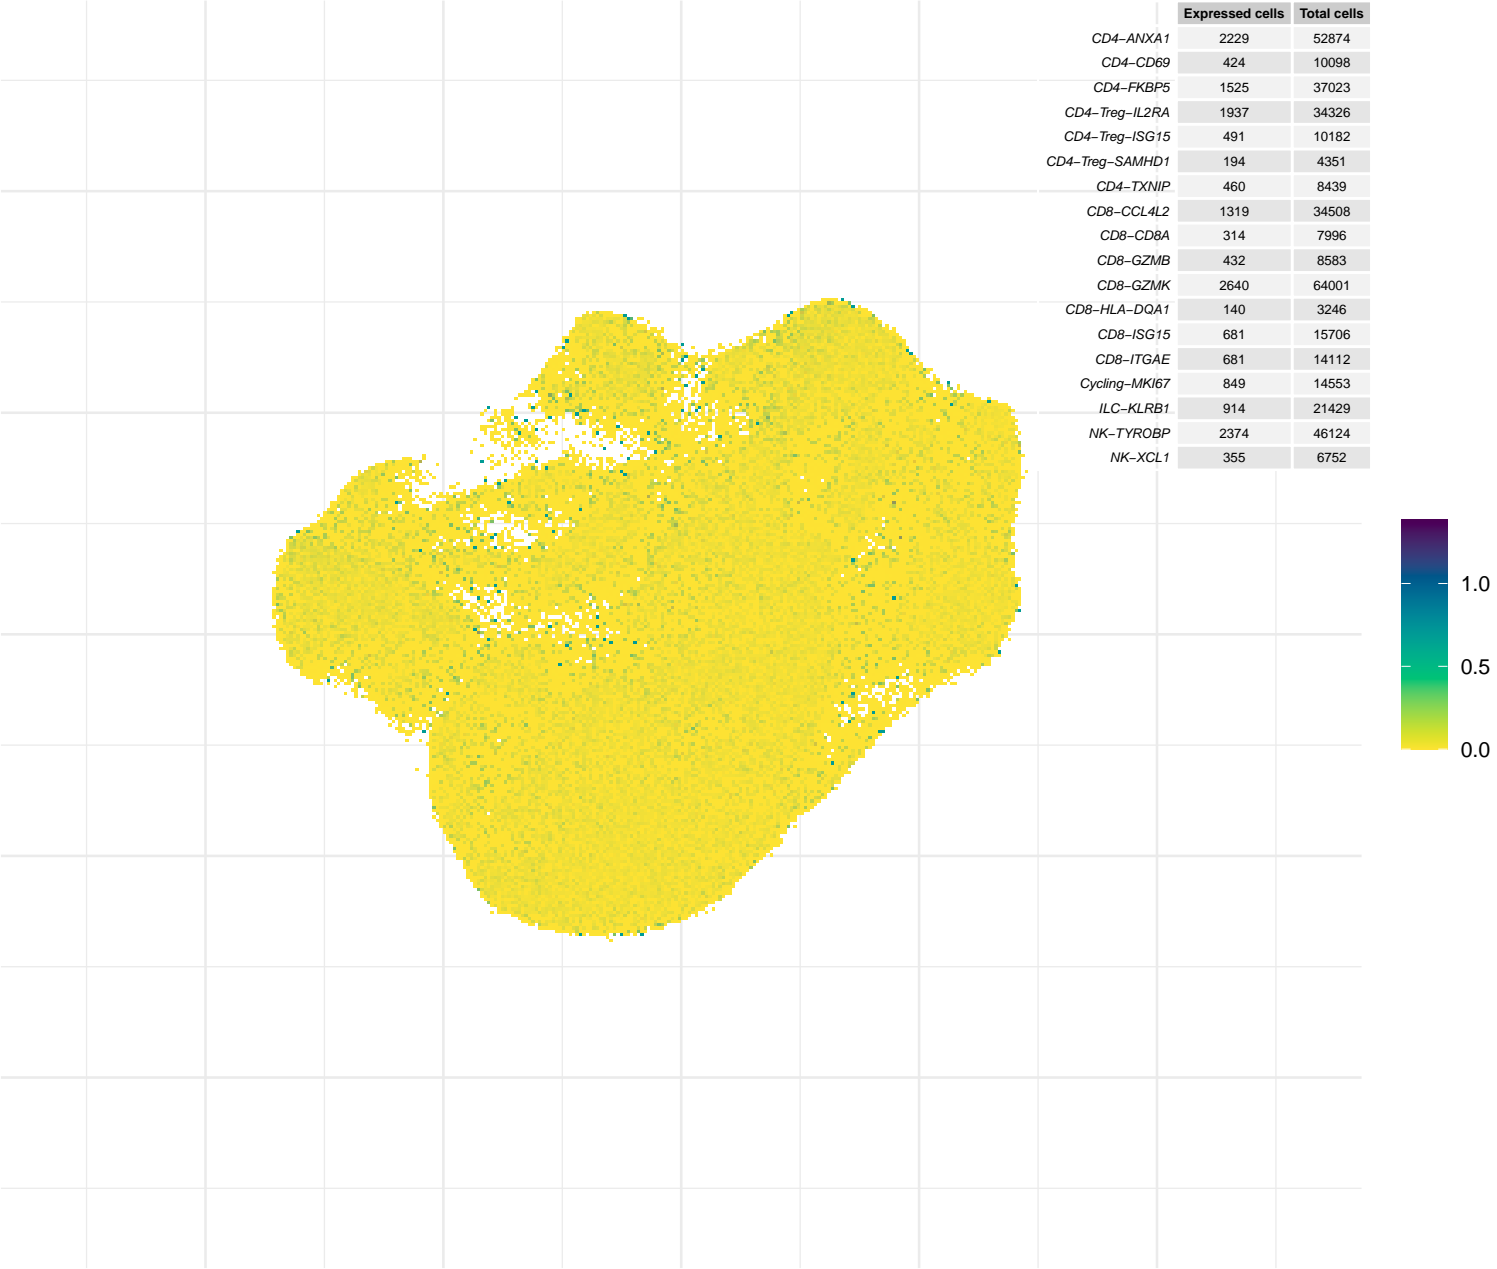 Expressed cells Total cells
CD4−ANXA1 2229 52874
CD4−CD69 424 10098
CD4−FKBP5 1525 37023
CD4−Treg−IL2RA 1937 34326
CD4−Treg−ISG15 491 10182
CD4−Treg−SAMHD1 194 4351
CD4−TXNIP 460 8439
CD8−CCL4L2 1319 34508
CD8−CD8A 314 7996
CD8−GZMB 432 8583
CD8−GZMK 2640 64001
CD8−HLA−DQA1 140 3246
CD8−ISG15 681 15706
CD8−ITGAE 681 14112
Cycling−MKI67 849 14553
ILC−KLRB1 914 21429
NK−TYROBP 2374 46124
NK−XCL1 355 6752
1.0
0.5
0.0